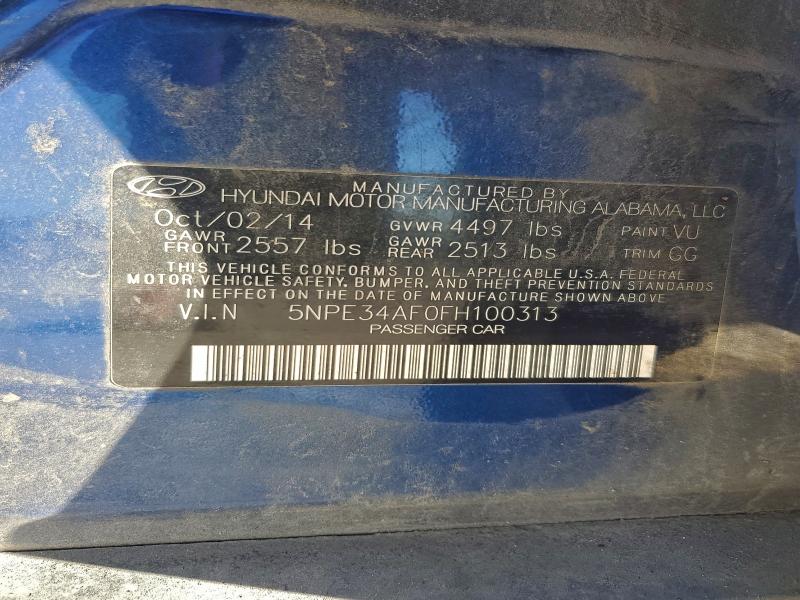 MANUFACTURED BY
HYUNDAI MOTOR MANUFACTURING ALABAMA, LLC
Oct/02/14 GVWR 4497 lbs PAINT VU
GAWR FRONT 2557 lbs GAWR REAR 2513 lbs TRIM GG
THIS VEHICLE CONFORMS TO ALL APPLICABLE U.S.A. FEDERAL
MOTOR VEHICLE SAFETY, BUMPER, AND THEFT PREVENTION STANDARDS
IN EFFECT ON THE DATE OF MANUFACTURE SHOWN ABOVE.
V.I.N 5NPE34AF0FH100313
PASSENGER CAR